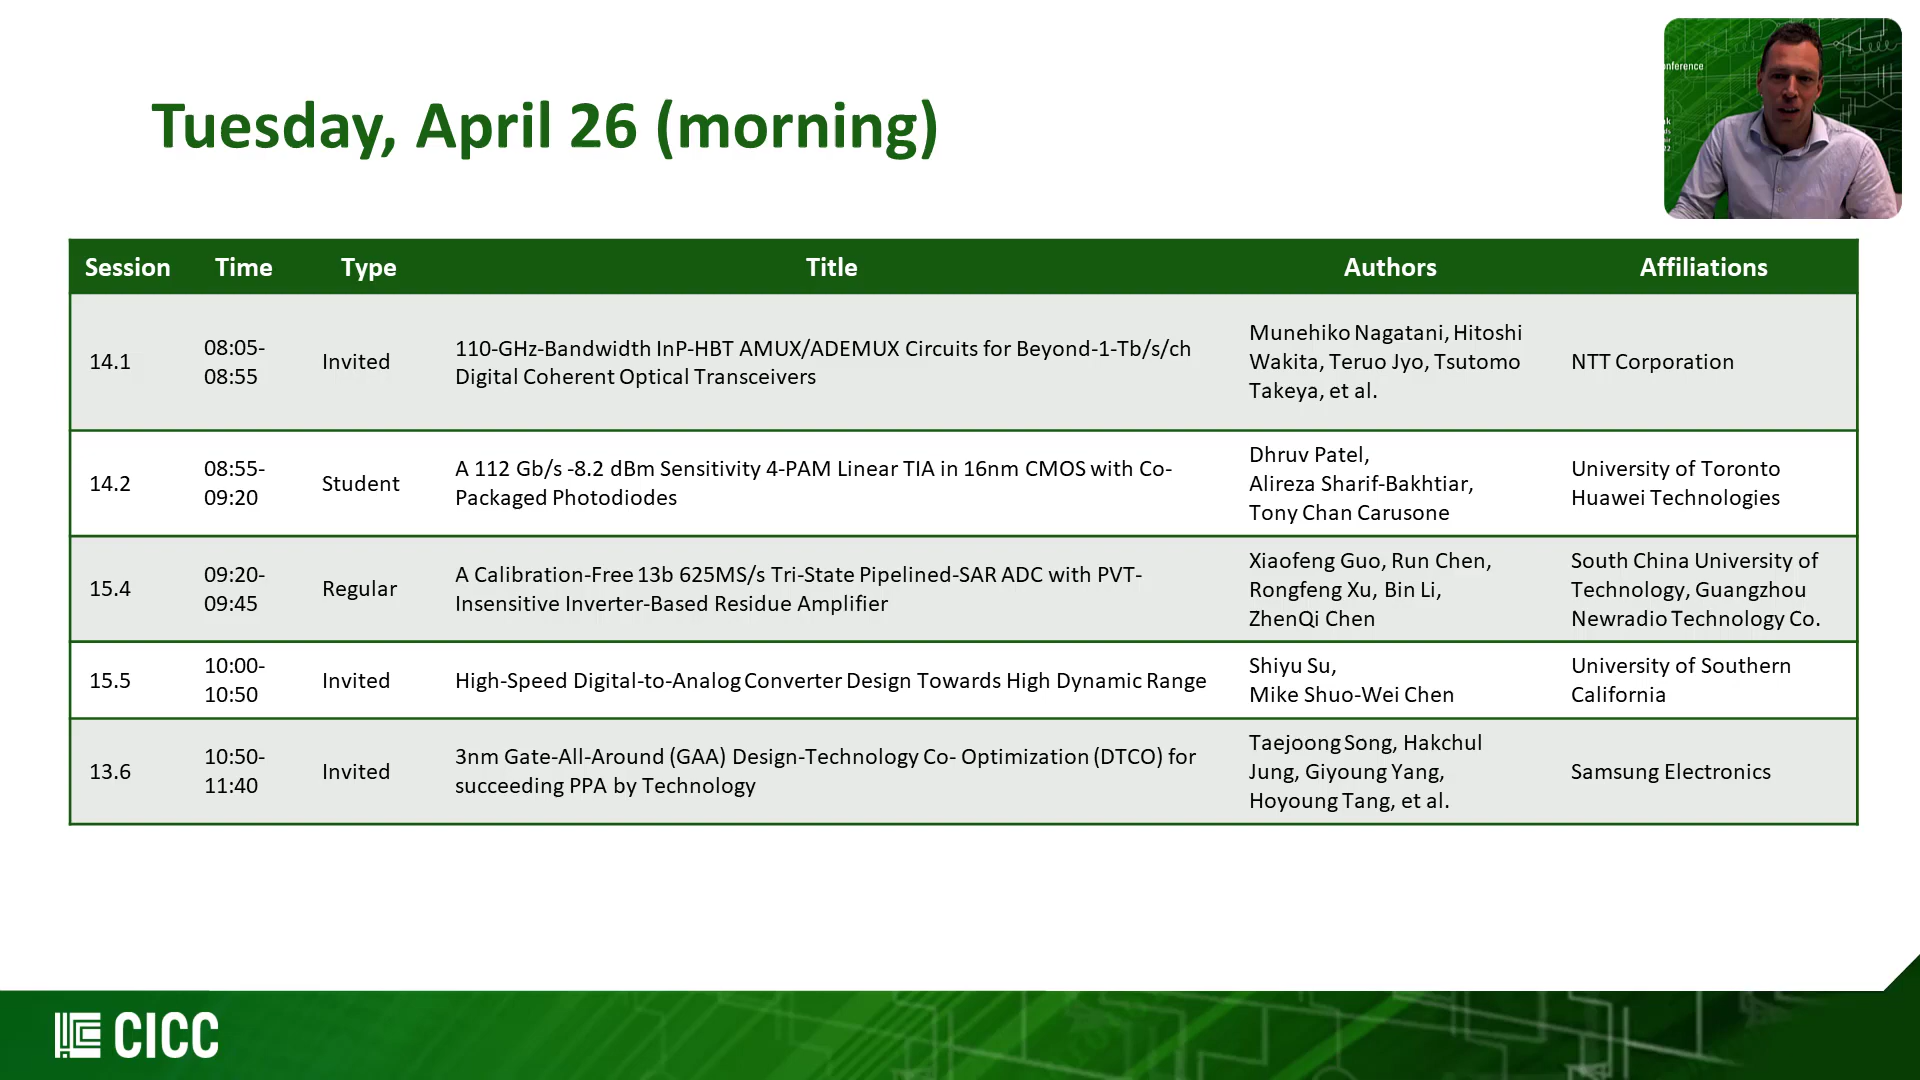 Tuesday, April 26 (morning)
nference
nk
ds
ir
22
Session Time Type Title Authors Affiliations
14.1
08:05-
08:55
Invited
110-GHz-Bandwidth InP-HBT AMUX/ADEMUX Circuits for Beyond-1-Tb/s/ch
Digital Coherent Optical Transceivers
Munehiko Nagatani, Hitoshi
Wakita, Teruo Jyo, Tsutomo
Takeya, et al.
NTT Corporation
14.2
08:55-
09:20
Student
A 112 Gb/s -8.2 dBm Sensitivity 4-PAM Linear TIA in 16nm CMOS with Co-
Packaged Photodiodes
Dhruv Patel,
Alireza Sharif-Bakhtiar,
Tony Chan Carusone
University of Toronto
Huawei Technologies
15.4
09:20-
09:45
Regular
A Calibration-Free 13b 625MS/s Tri-State Pipelined-SAR ADC with PVT-
Insensitive Inverter-Based Residue Amplifier
Xiaofeng Guo, Run Chen,
Rongfeng Xu, Bin Li,
ZhenQi Chen
South China University of
Technology, Guangzhou
Newradio Technology Co.
15.5
10:00-
10:50
Invited
High-Speed Digital-to-Analog Converter Design Towards High Dynamic Range
Shiyu Su,
Mike Shuo-Wei Chen
University of Southern
California
13.6
10:50-
11:40
Invited
3nm Gate-All-Around (GAA) Design-Technology Co- Optimization (DTCO) for
succeeding PPA by Technology
Taejoong Song, Hakchul
Jung, Giyoung Yang,
Hoyoung Tang, et al.
Samsung Electronics
CICC